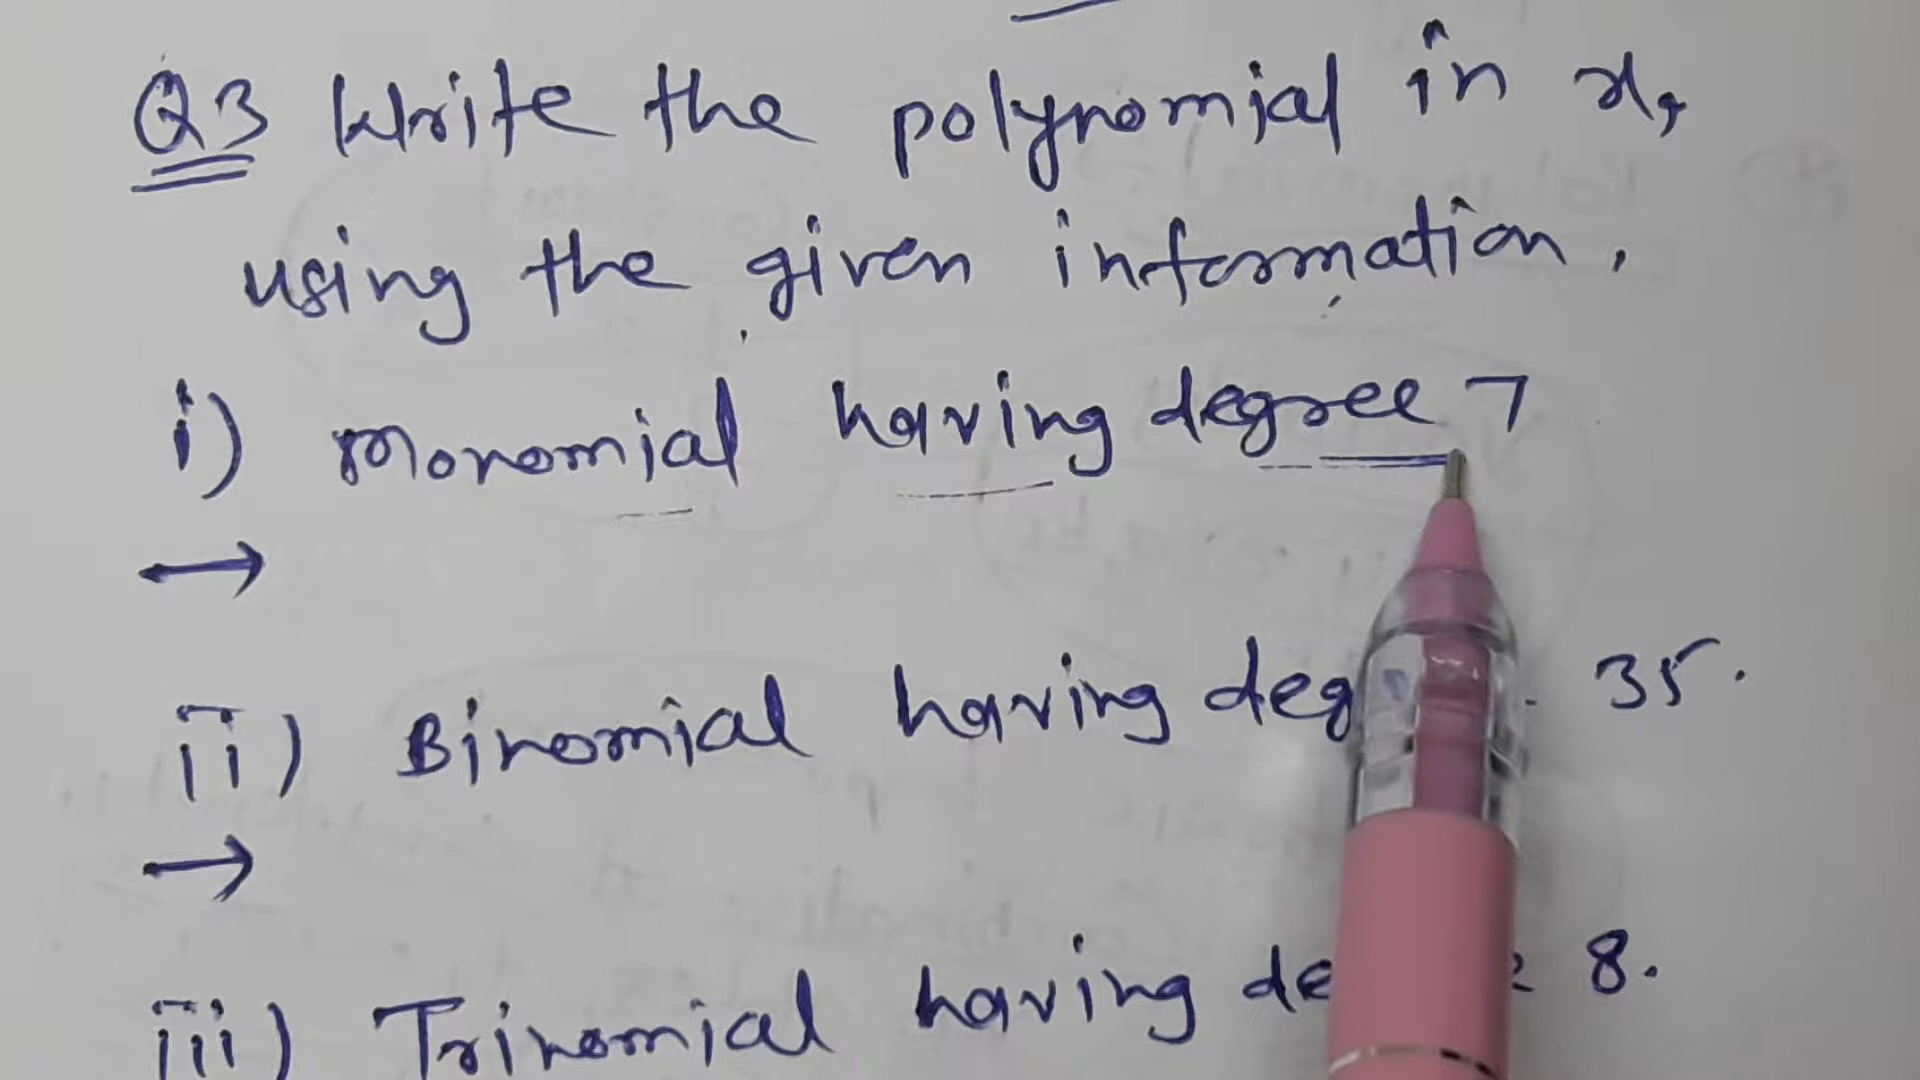 Q3 Write the polynomial in x,
using the given information.
i) Monomial having degree 7
→
ii) Binomial having deg 35.
→
iii) Trinomial having de 8.